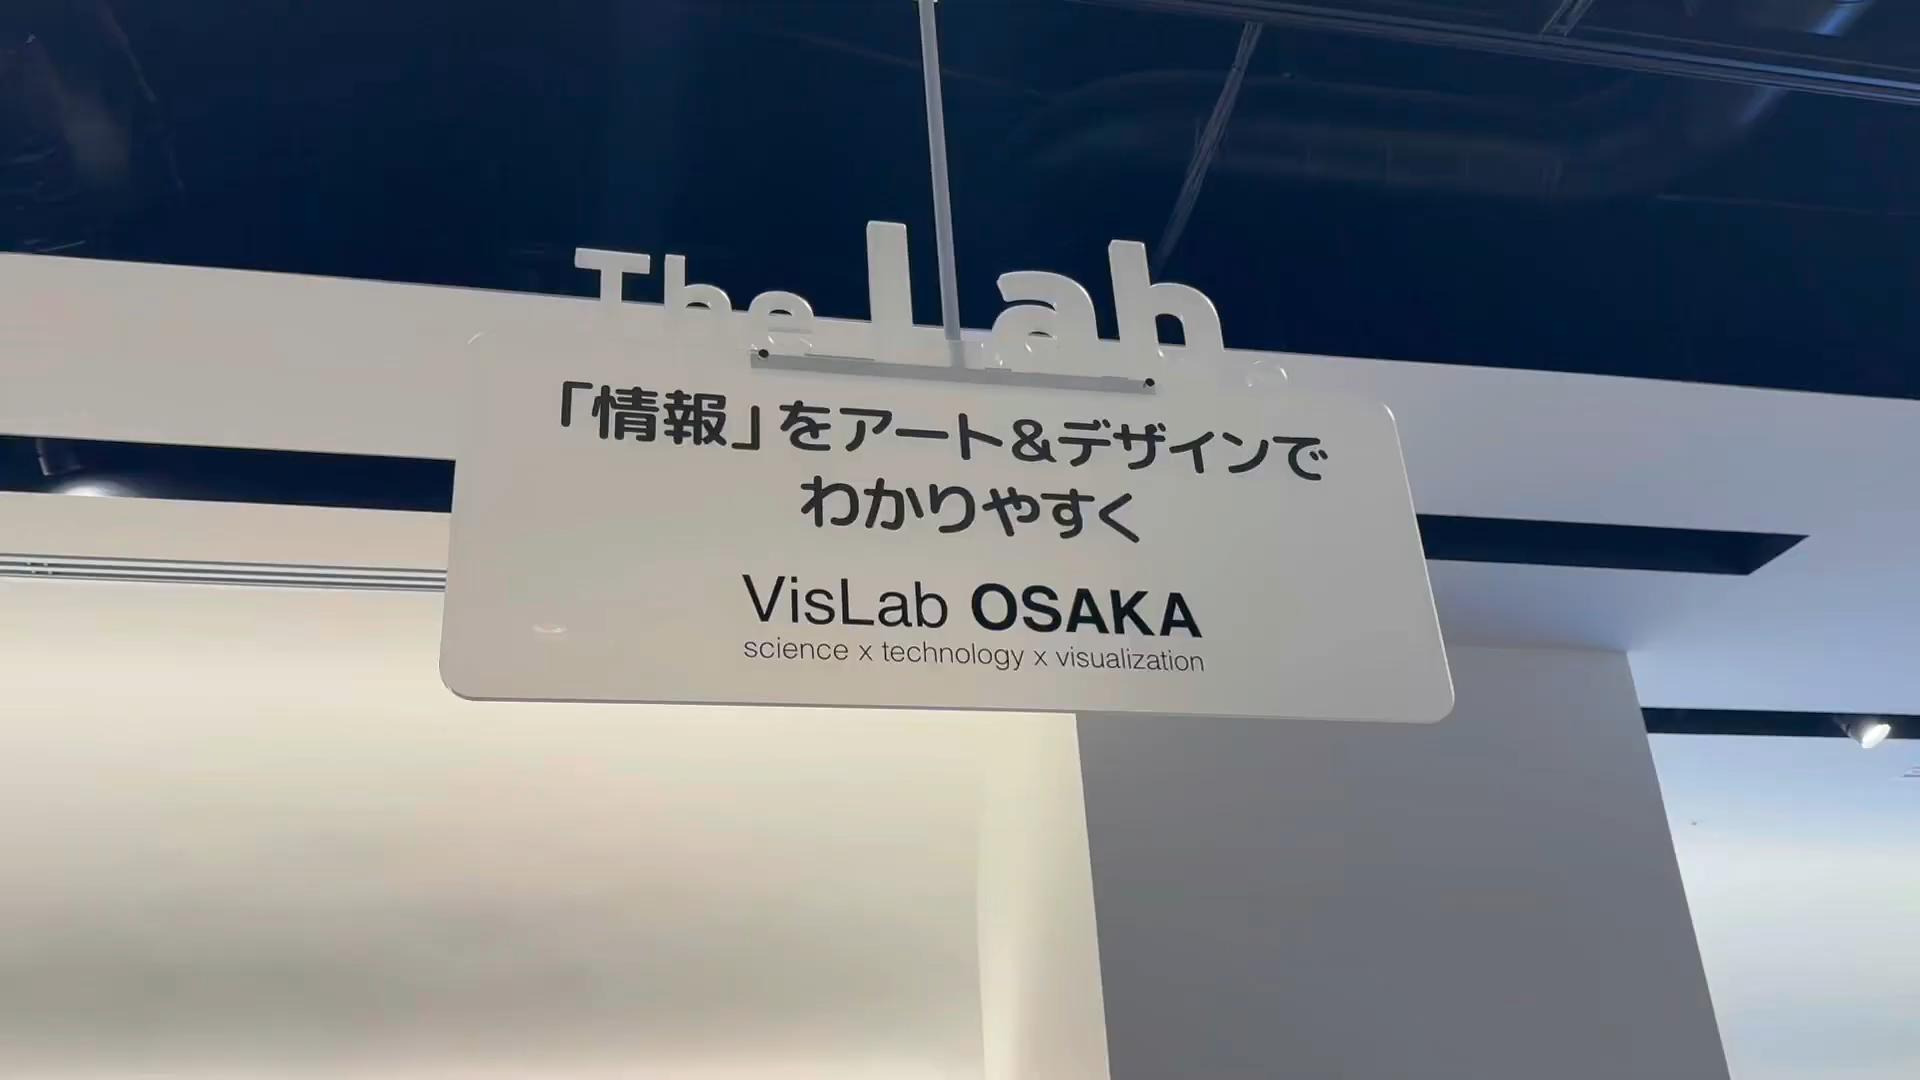 The Lab.
「情報」をアート&デザインで
わかりやすく
VisLab OSAKA
science x technology x visualization